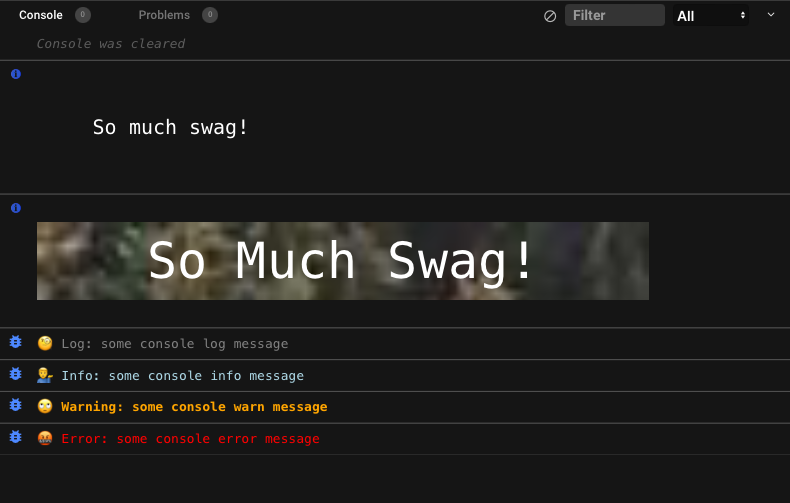 Console 0 Problems 0 Filter All
Console was cleared
So much swag!
So Much Swag!
🧐 Log: some console log message
💁‍♂️ Info: some console info message
🙄 Warning: some console warn message
🤬 Error: some console error message